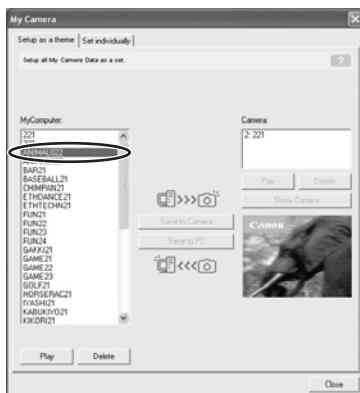 My Camera
Setup as a theme
Set individually
Setup all My Camera Data as a set.
?
MyComputer:
221
ANIMAL022
BAR21
BASEBALL21
CHIMPAN21
ETHDANCE21
ETHTECHN21
FUN21
FUN22
FUN23
FUN24
GAKKI21
GAME21
GAME22
GAME23
GOLF21
HORSERAC21
IYASHI21
KABUKIYO21
KIKORI21
Play
Delete
Save to Camera
Save to PC
Camera:
2: 221
Play
Delete
Show Camera
Canon
Close